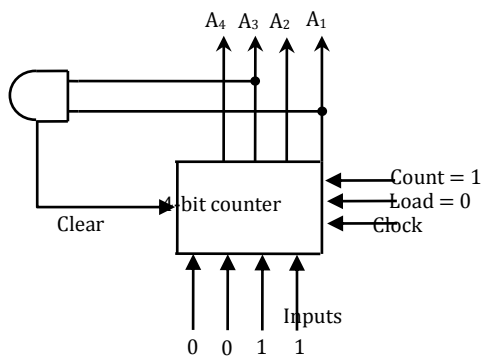 A₄ A₃ A₂ A₁
Count = 1
Load = 0
4-bit counter
Clock
Clear
Inputs
0 0 1 1